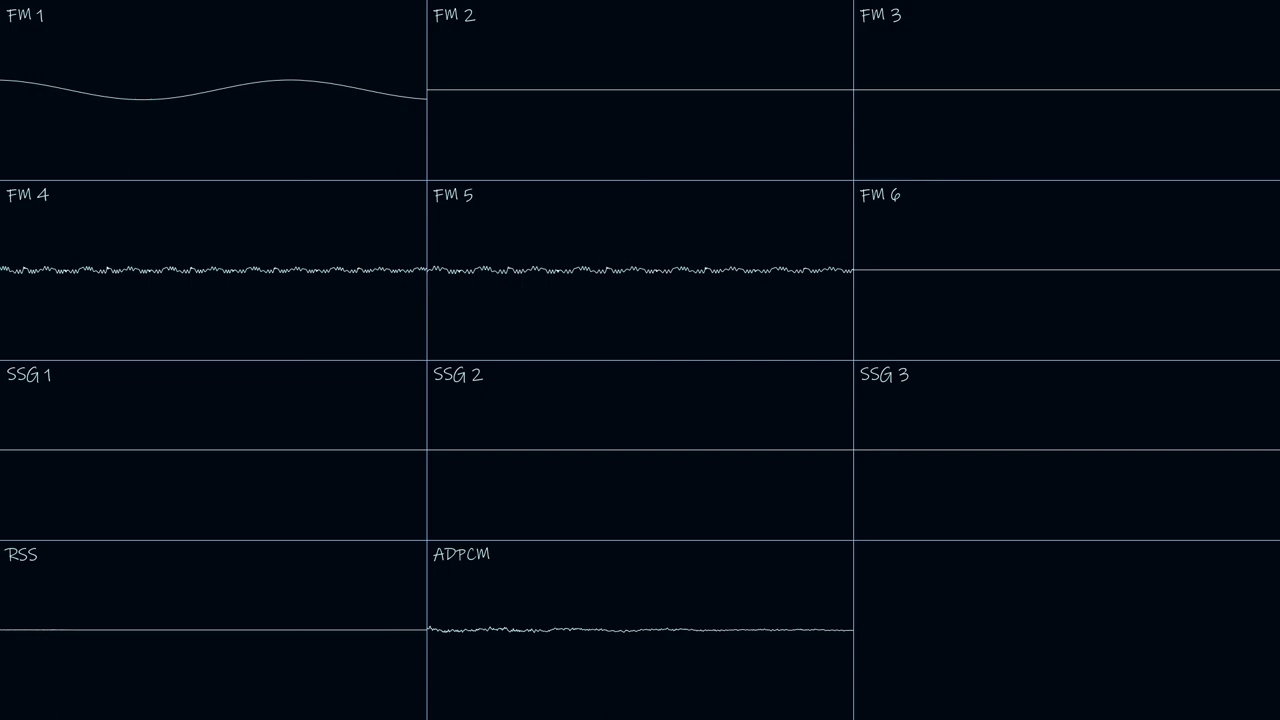 FM 1
FM 2
FM 3
FM 4
FM 5
FM 6
SSG 1
SSG 2
SSG 3
RSS
ADPCM